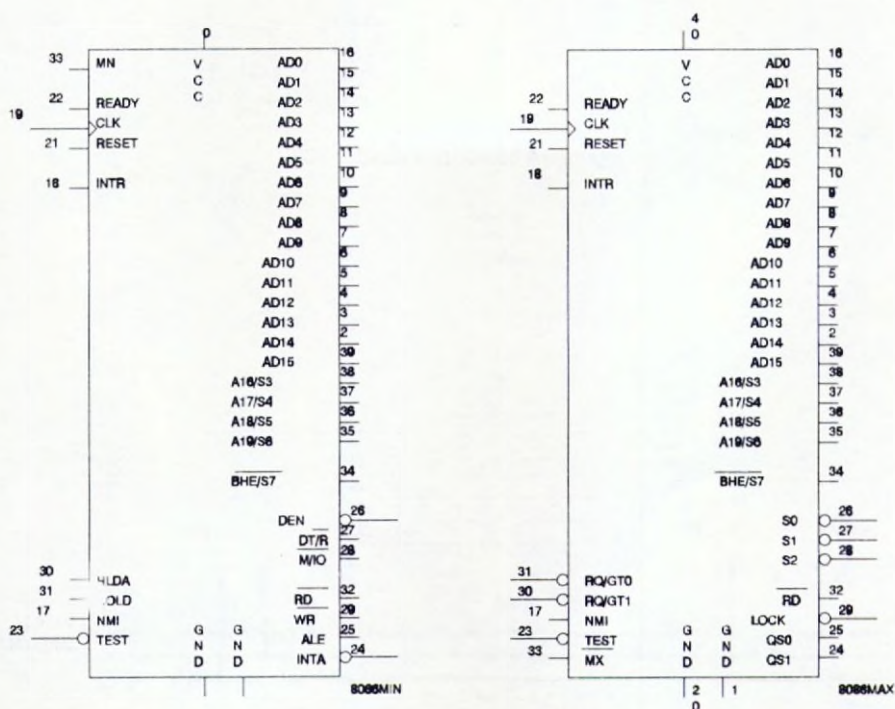 0
33 MN
V
C
C
AD0 16
AD1 15
22 READY
AD2 14
19 CLK
AD3 13
21 RESET
AD4 12
AD5 11
18 INTR
AD6 10
AD7 9
AD8 8
AD9 7
AD10 6
AD11 5
AD12 4
AD13 3
AD14 2
AD15 39
A16/S3 38
A17/S4 37
A18/S5 36
A19/S6 35
BHE/S7 34
DEN 26
DT/R 27
M/IO 28
30
31
RD 32
17 NMI
WR 29
23 TEST
ALE 25
INTA 24
G
N
D
G
N
D
8086MIN
4
0
V
C
C
AD0 16
AD1 15
22 READY
AD2 14
19 CLK
AD3 13
21 RESET
AD4 12
AD5 11
18 INTR
AD6 10
AD7 9
AD8 8
AD9 7
AD10 6
AD11 5
AD12 4
AD13 3
AD14 2
AD15 39
A16/S3 38
A17/S4 37
A18/S5 36
A19/S6 35
BHE/S7 34
S0 26
S1 27
S2 28
31 RQ/GT0
30 RQ/GT1
RD 32
17 NMI
LOCK 29
23 TEST
QS0 25
33 MX
QS1 24
G
N
D
G
N
D
2
0
1
8086MAX